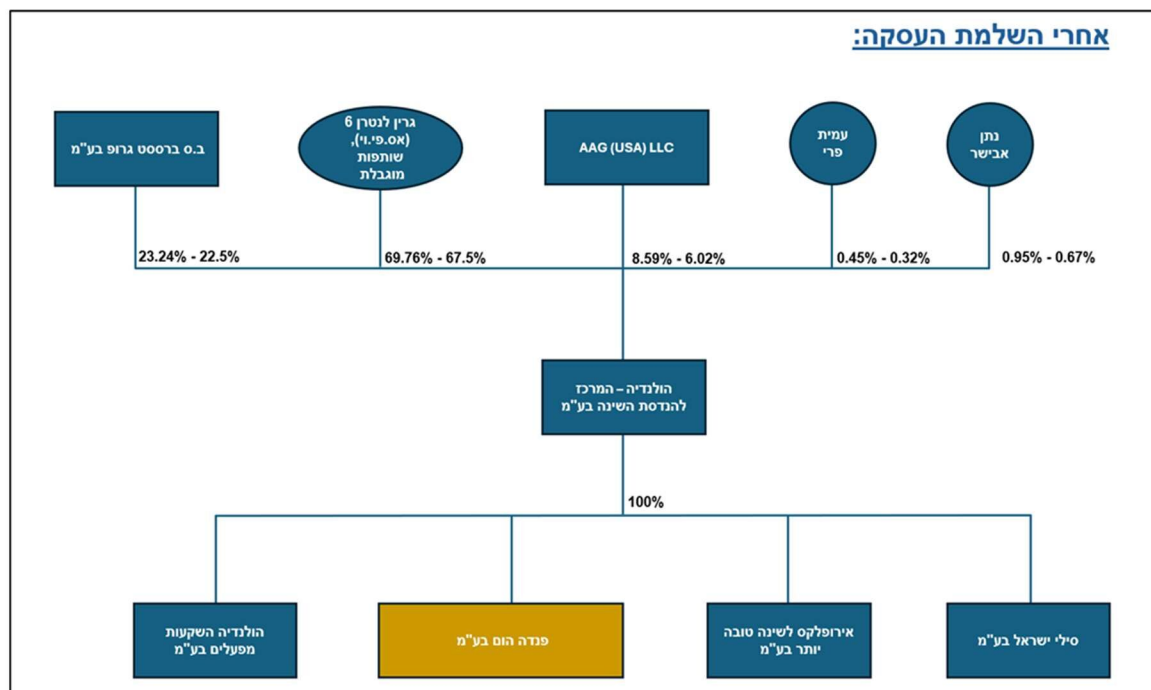 אחרי השלמת העסקה:
נתן
אבישר
עמית
פרי
AAG (USA) LLC
גרין לנטרן 6
(אס.פי.וי),
שותפות
מוגבלת
ב.ס ברססט גרופ בע"מ
0.95% - 0.67%
0.45% - 0.32%
8.59% - 6.02%
69.76% - 67.5%
23.24% - 22.5%
הולנדיה – המרכז
להנדסת השינה בע"מ
100%
סילי ישראל בע"מ
אירופלקס לשינה טובה
יותר בע"מ
פנדה הום בע"מ
הולנדיה השקעות
מפעלים בע"מ